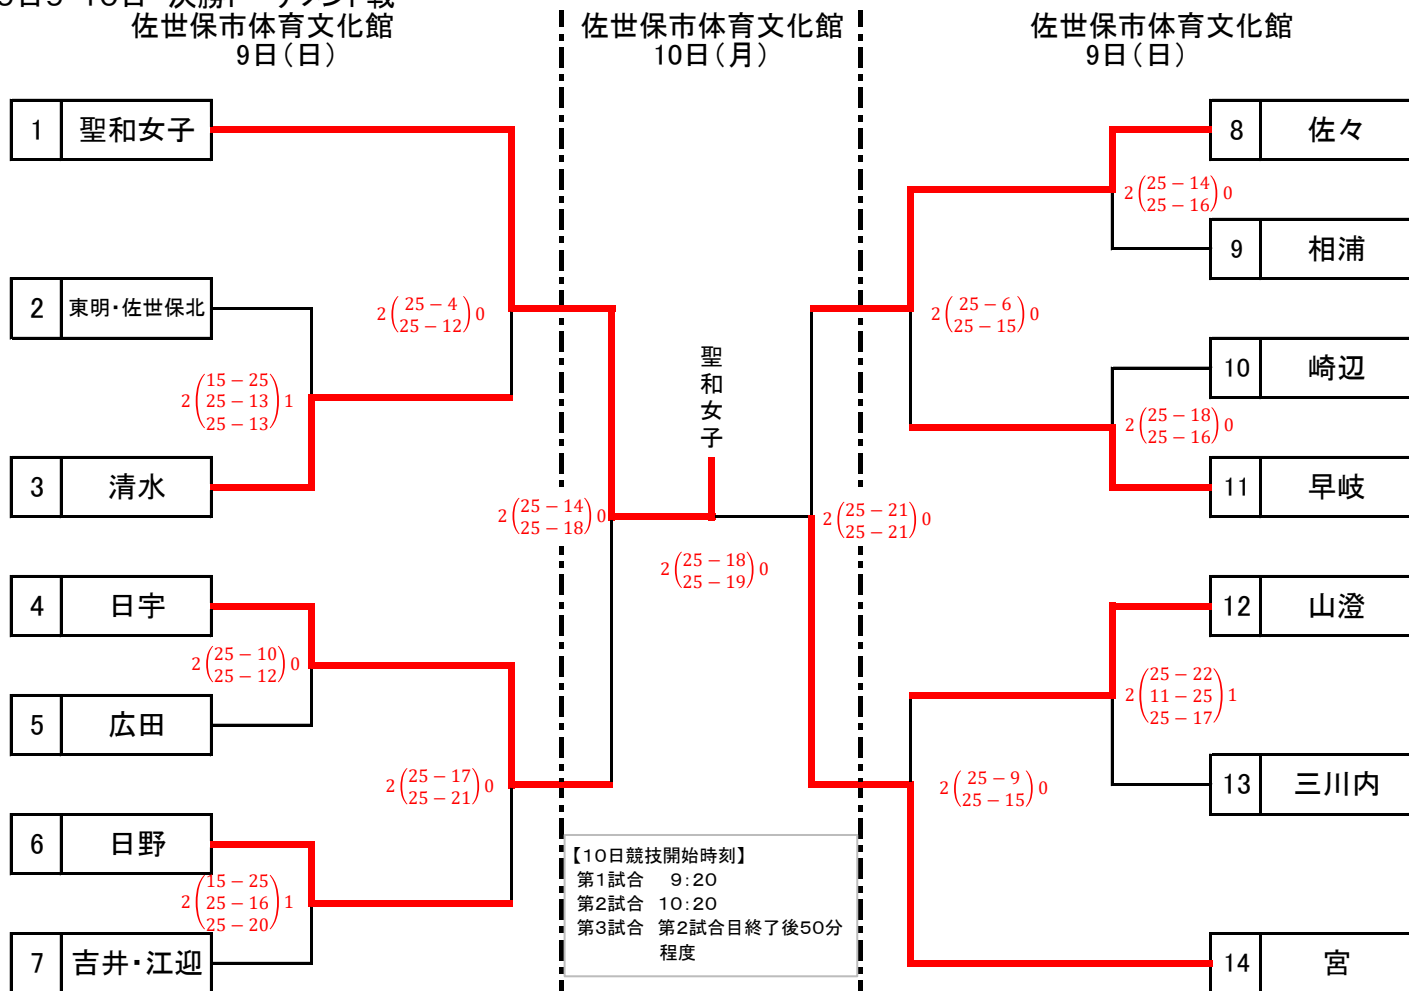 佐世保市体育文化館
9日(日)
佐世保市体育文化館
10日(月)
佐世保市体育文化館
9日(日)
1 聖和女子
2 東明・佐世保北
3 清水
4 日宇
5 広田
6 日野
7 吉井・江迎
2(25-4)0
25-12
2(15-25)1
25-13
25-13
2(25-14)0
25-18
2(25-10)0
25-12
2(25-17)0
25-21
2(15-25)1
25-16
25-20
聖和女子
2(25-18)0
25-19
【10日競技開始時刻】
第1試合 9:20
第2試合 10:20
第3試合 第2試合目終了後50分
程度
8 佐々
9 相浦
10 崎辺
11 早岐
12 山澄
13 三川内
14 宮
2(25-14)0
25-16
2(25-6)0
25-15
2(25-18)0
25-16
2(25-21)0
25-21
2(25-22)1
11-25
25-17
2(25-9)0
25-15